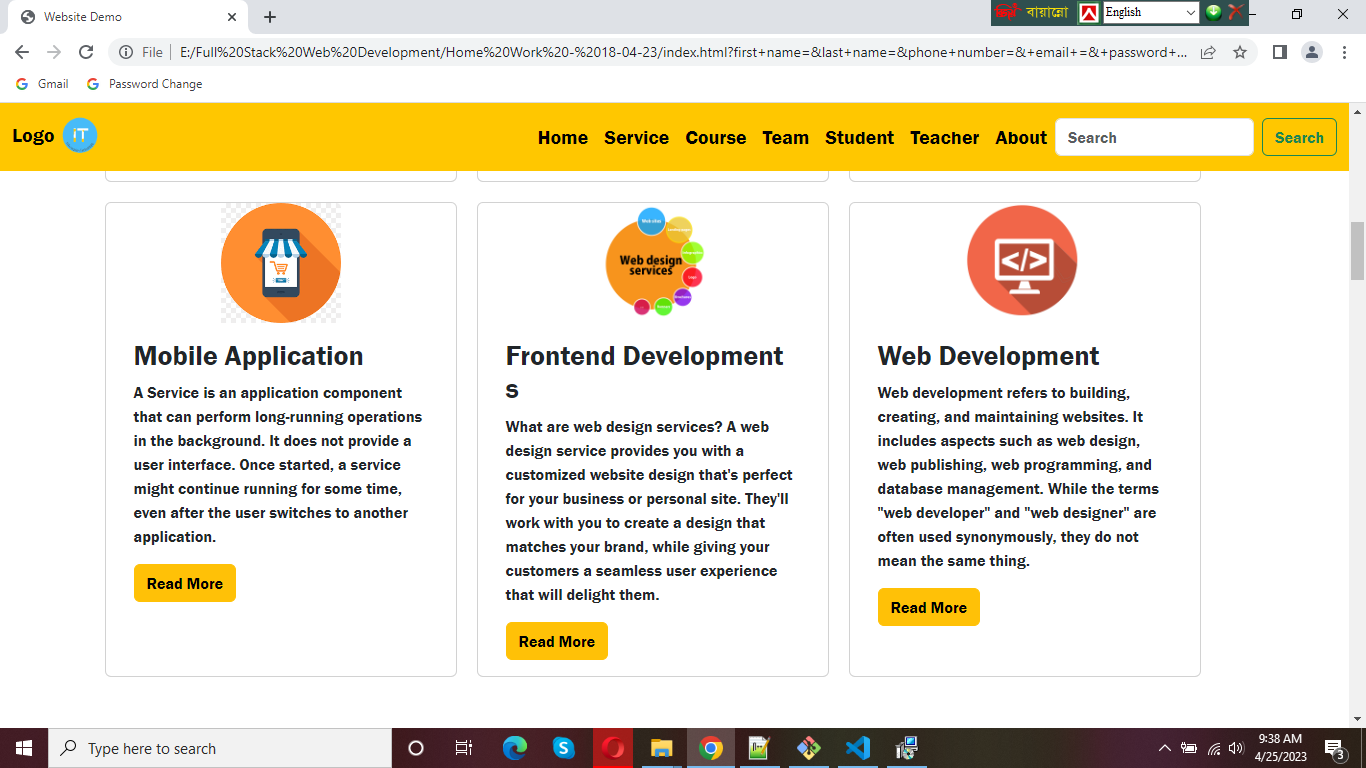 Website Demo
বায়ান্নো
English
File
E:/Full%20Stack%20Web%20Development/Home%20Work%20-%2018-04-23/index.html?first+name=&last+name=&phone+number=&+email+=&+password+...
Gmail
Password Change
Logo iT
Home Service Course Team Student Teacher About Search Search
Mobile Application
A Service is an application component
that can perform long-running operations
in the background. It does not provide a
user interface. Once started, a service
might continue running for some time,
even after the user switches to another
application.
Read More
Web design
services
Frontend Development
s
What are web design services? A web
design service provides you with a
customized website design that's perfect
for your business or personal site. They'll
work with you to create a design that
matches your brand, while giving your
customers a seamless user experience
that will delight them.
Read More
</>
Web Development
Web development refers to building,
creating, and maintaining websites. It
includes aspects such as web design,
web publishing, web programming, and
database management. While the terms
"web developer" and "web designer" are
often used synonymously, they do not
mean the same thing.
Read More
Type here to search
9:38 AM
4/25/2023
3